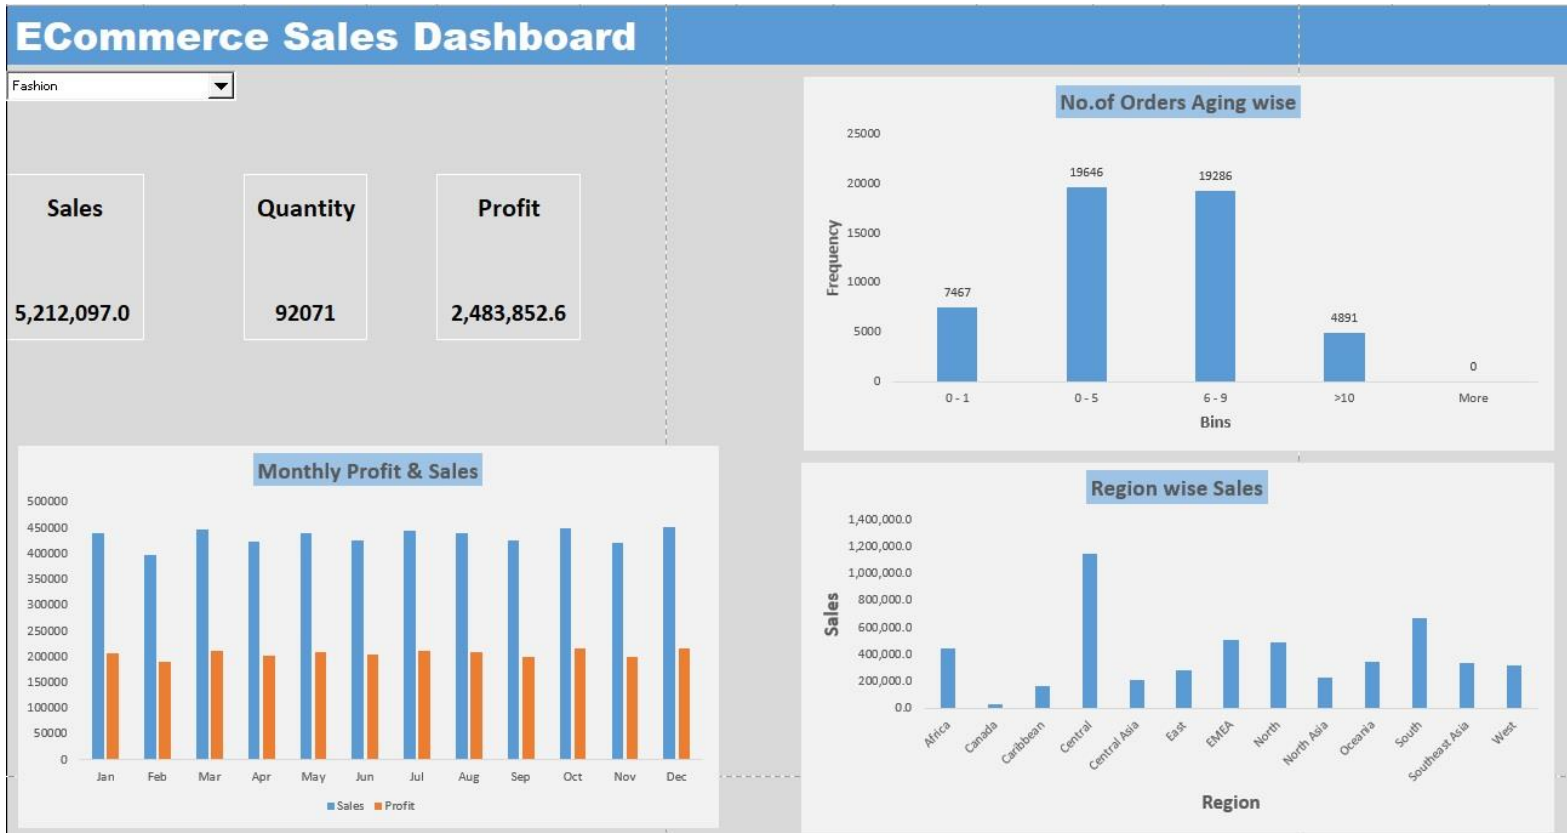 ECommerce Sales Dashboard
Fashion
Sales
5,212,097.0
Quantity
92071
Profit
2,483,852.6
No.of Orders Aging wise
Frequency
25000
20000
15000
10000
5000
0
7467
19646
19286
4891
0
0 - 1
0 - 5
6 - 9
>10
More
Bins
Monthly Profit & Sales
500000
450000
400000
350000
300000
250000
200000
150000
100000
50000
0
Jan
Feb
Mar
Apr
May
Jun
Jul
Aug
Sep
Oct
Nov
Dec
Sales
Profit
Region wise Sales
Sales
1,400,000.0
1,200,000.0
1,000,000.0
800,000.0
600,000.0
400,000.0
200,000.0
0.0
Africa
Canada
Caribbean
Central
Central Asia
East
EMEA
North
North Asia
Oceania
South
Southeast Asia
West
Region